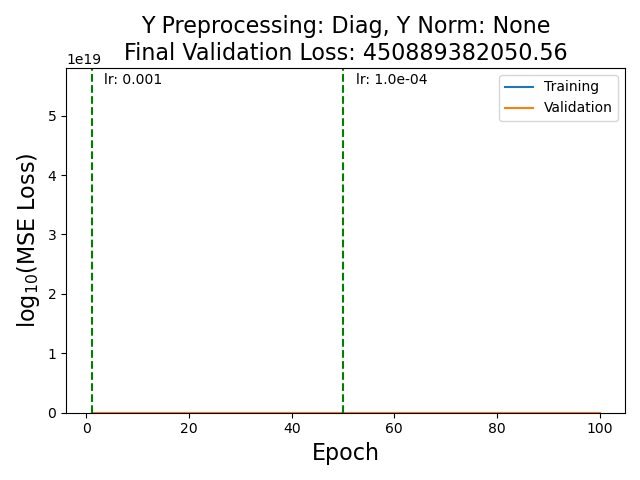 Y Preprocessing: Diag, Y Norm: None
Final Validation Loss: 450889382050.56
1e19
lr: 0.001
lr: 1.0e-04
Training
Validation
5
4
3
2
1
0
log10(MSE Loss)
0 20 40 60 80 100
Epoch